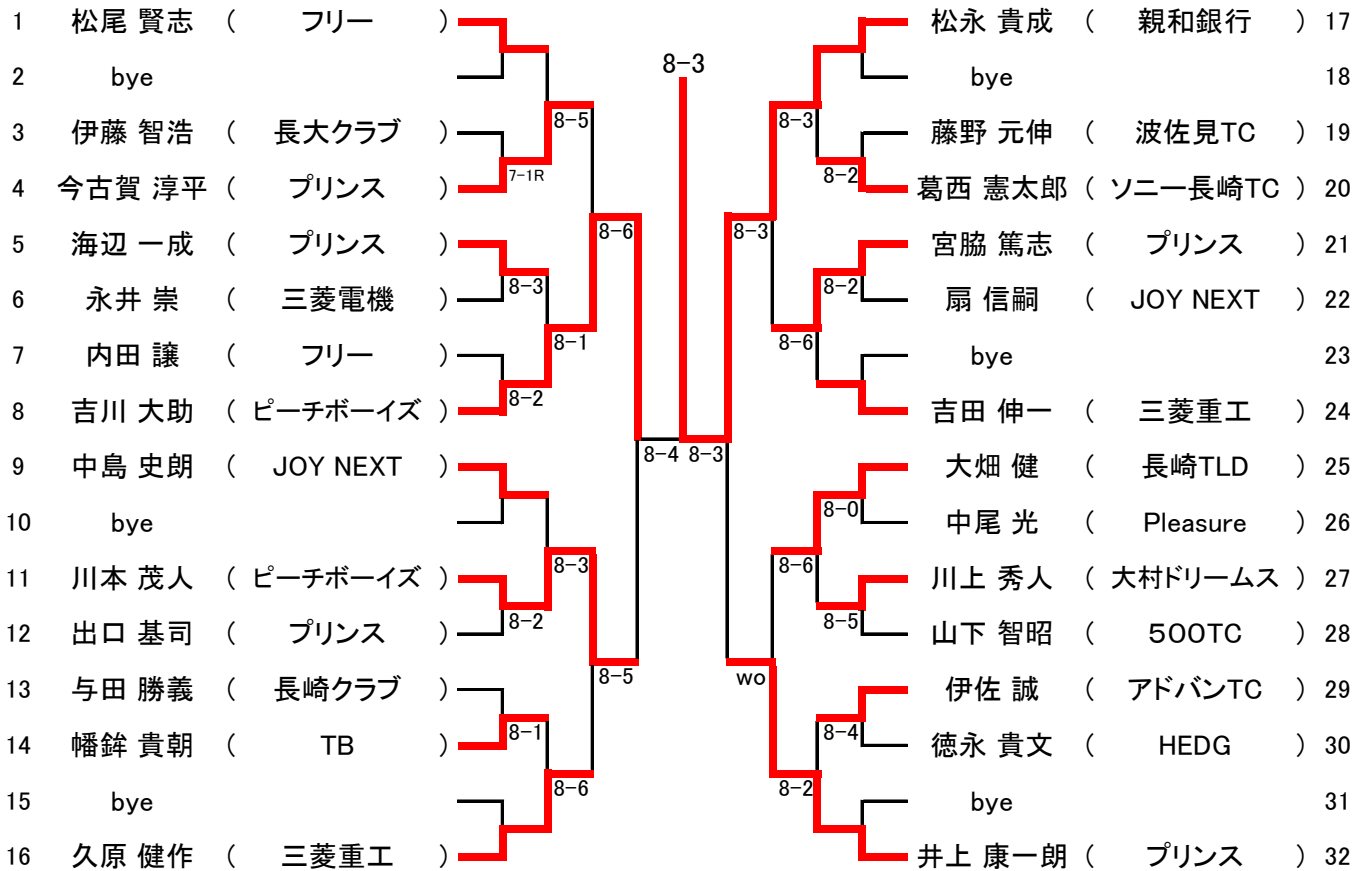 1 松尾 賢志 ( フリー )
2 bye
3 伊藤 智浩 ( 長大クラブ )
4 今古賀 淳平 ( プリンス )
5 海辺 一成 ( プリンス )
6 永井 崇 ( 三菱電機 )
7 内田 譲 ( フリー )
8 吉川 大助 ( ピーチボーイズ )
9 中島 史朗 ( JOY NEXT )
10 bye
11 川本 茂人 ( ピーチボーイズ )
12 出口 基司 ( プリンス )
13 与田 勝義 ( 長崎クラブ )
14 幡鉾 貴朝 ( TB )
15 bye
16 久原 健作 ( 三菱重工 )
7-1R
8-3
8-2
8-2
8-1
8-5
8-1
8-3
8-6
8-6
8-5
8-4
8-3
8-3
8-3
wo
8-3
8-6
8-6
8-2
8-2
8-2
8-0
8-5
8-4
松永 貴成 ( 親和銀行 ) 17
bye 18
藤野 元伸 ( 波佐見TC ) 19
葛西 憲太郎 ( ソニー長崎TC ) 20
宮脇 篤志 ( プリンス ) 21
扇 信嗣 ( JOY NEXT ) 22
bye 23
吉田 伸一 ( 三菱重工 ) 24
大畑 健 ( 長崎TLD ) 25
中尾 光 ( Pleasure ) 26
川上 秀人 ( 大村ドリームス ) 27
山下 智昭 ( 500TC ) 28
伊佐 誠 ( アドバンTC ) 29
徳永 貴文 ( HEDG ) 30
bye 31
井上 康一朗 ( プリンス ) 32